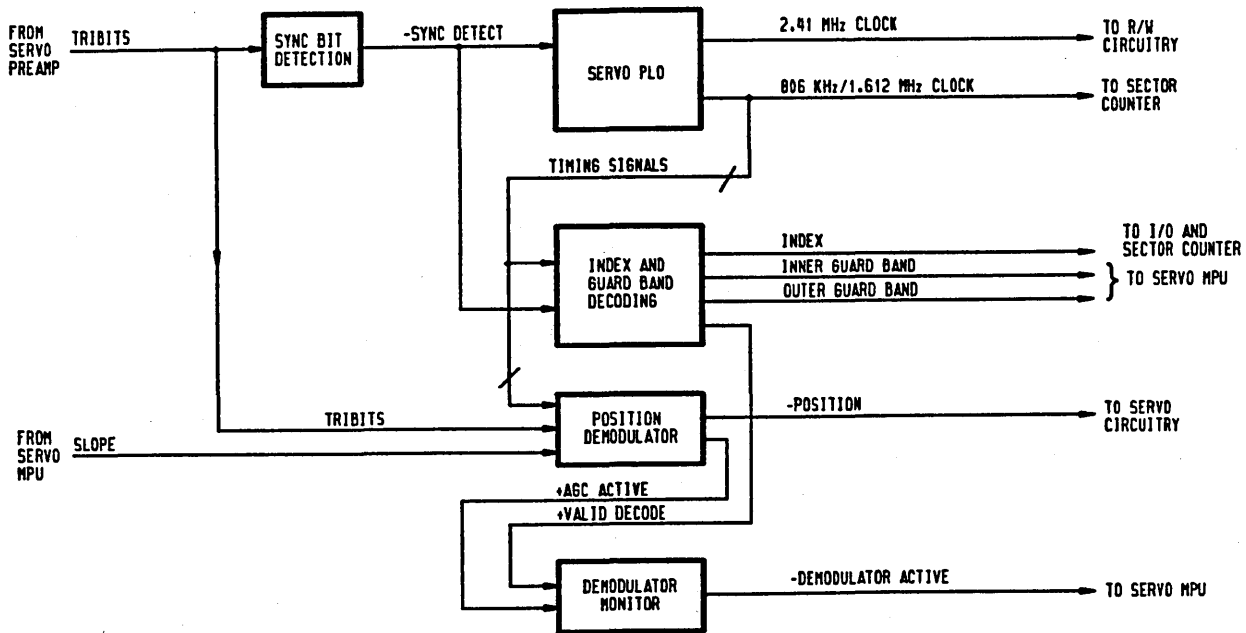 FROM
SERVO
PREAMP
TRIBITS
SYNC BIT
DETECTION
-SYNC DETECT
SERVO PLO
2.41 MHz CLOCK
TO R/W
CIRCUITRY
806 KHz/1.612 MHz CLOCK
TO SECTOR
COUNTER
TIMING SIGNALS
INDEX AND
GUARD BAND
DECODING
INDEX
TO I/O AND
SECTOR COUNTER
INNER GUARD BAND
OUTER GUARD BAND
TO SERVO MPU
TRIBITS
POSITION
DEMODULATOR
-POSITION
TO SERVO
CIRCUITRY
FROM
SERVO
MPU
SLOPE
+AGC ACTIVE
+VALID DECODE
DEMODULATOR
MONITOR
-DEMODULATOR ACTIVE
TO SERVO MPU